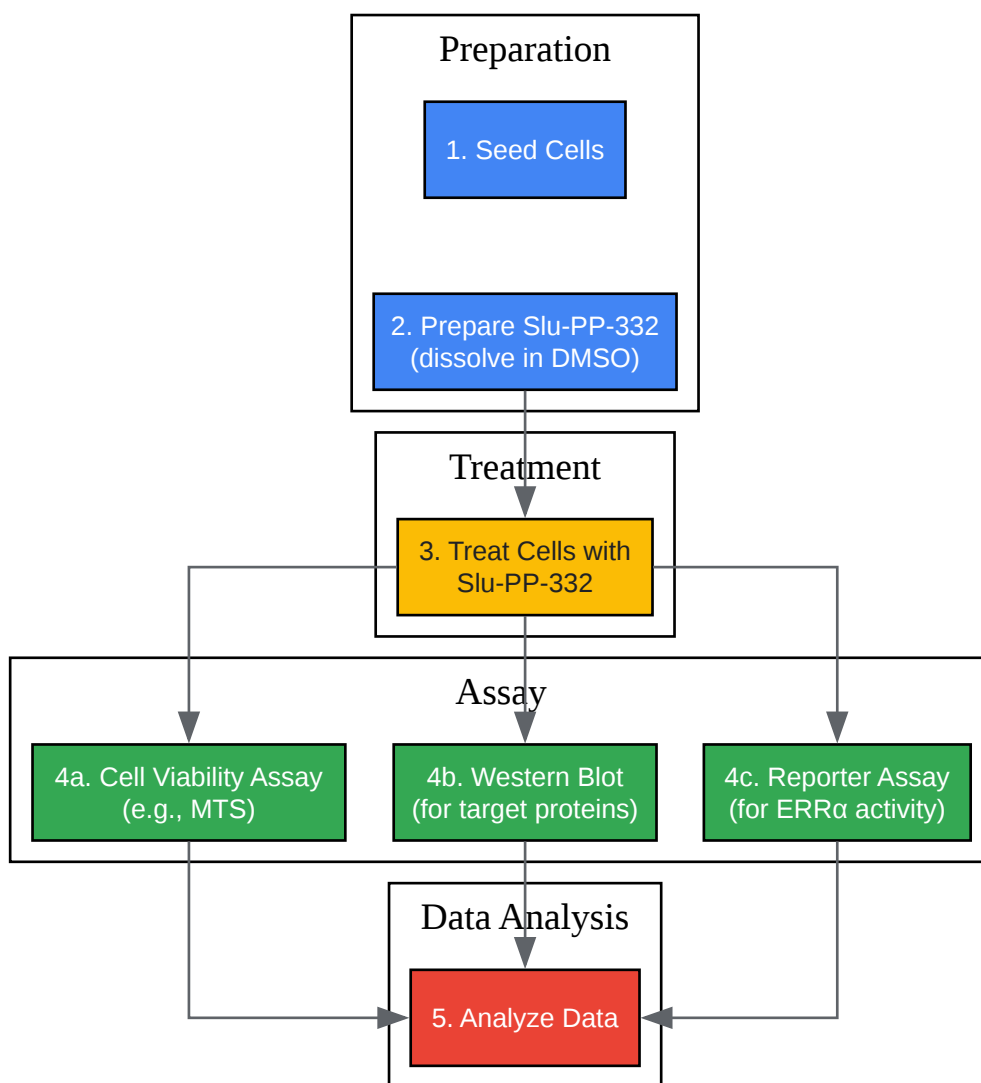 Preparation
1. Seed Cells
2. Prepare Slu-PP-332
(dissolve in DMSO)
Treatment
3. Treat Cells with
Slu-PP-332
Assay
4a. Cell Viability Assay
(e.g., MTS)
4b. Western Blot
(for target proteins)
4c. Reporter Assay
(for ERRα activity)
Data Analysis
5. Analyze Data